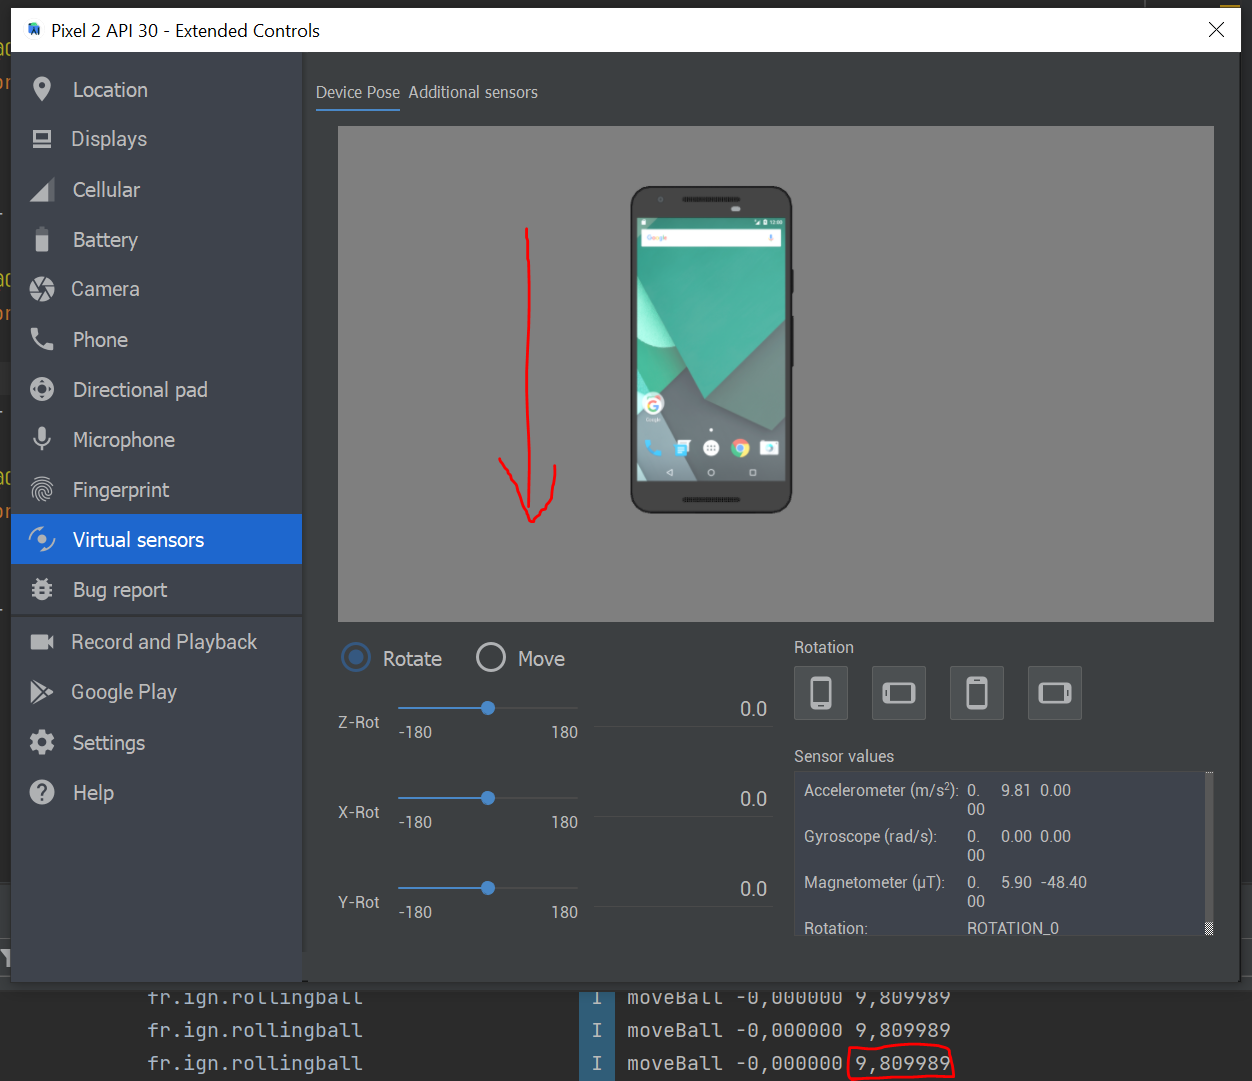 Pixel 2 API 30 - Extended Controls
Location
Displays
Cellular
Battery
Camera
Phone
Directional pad
Microphone
Fingerprint
Virtual sensors
Bug report
Record and Playback
Google Play
Settings
Help
Device Pose Additional sensors
12:00
Google
Google
Rotate Move
Z-Rot -180 180 0.0
X-Rot -180 180 0.0
Y-Rot -180 180 0.0
Rotation
Sensor values
Accelerometer (m/s²): 0. 9.81 0.00
00
Gyroscope (rad/s): 0. 0.00 0.00
00
Magnetometer (µT): 0. 5.90 -48.40
00
Rotation: ROTATION_0
fr.ign.rollingball I moveBall -0,000000 9,809989
fr.ign.rollingball I moveBall -0,000000 9,809989
fr.ign.rollingball I moveBall -0,000000 9,809989